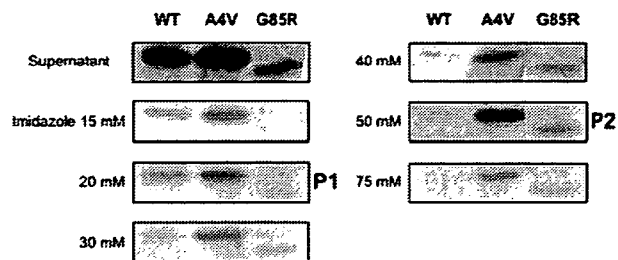 WT A4V G85R
Supernatant
Imidazole 15 mM
20 mM P1
30 mM
WT A4V G85R
40 mM
50 mM P2
75 mM